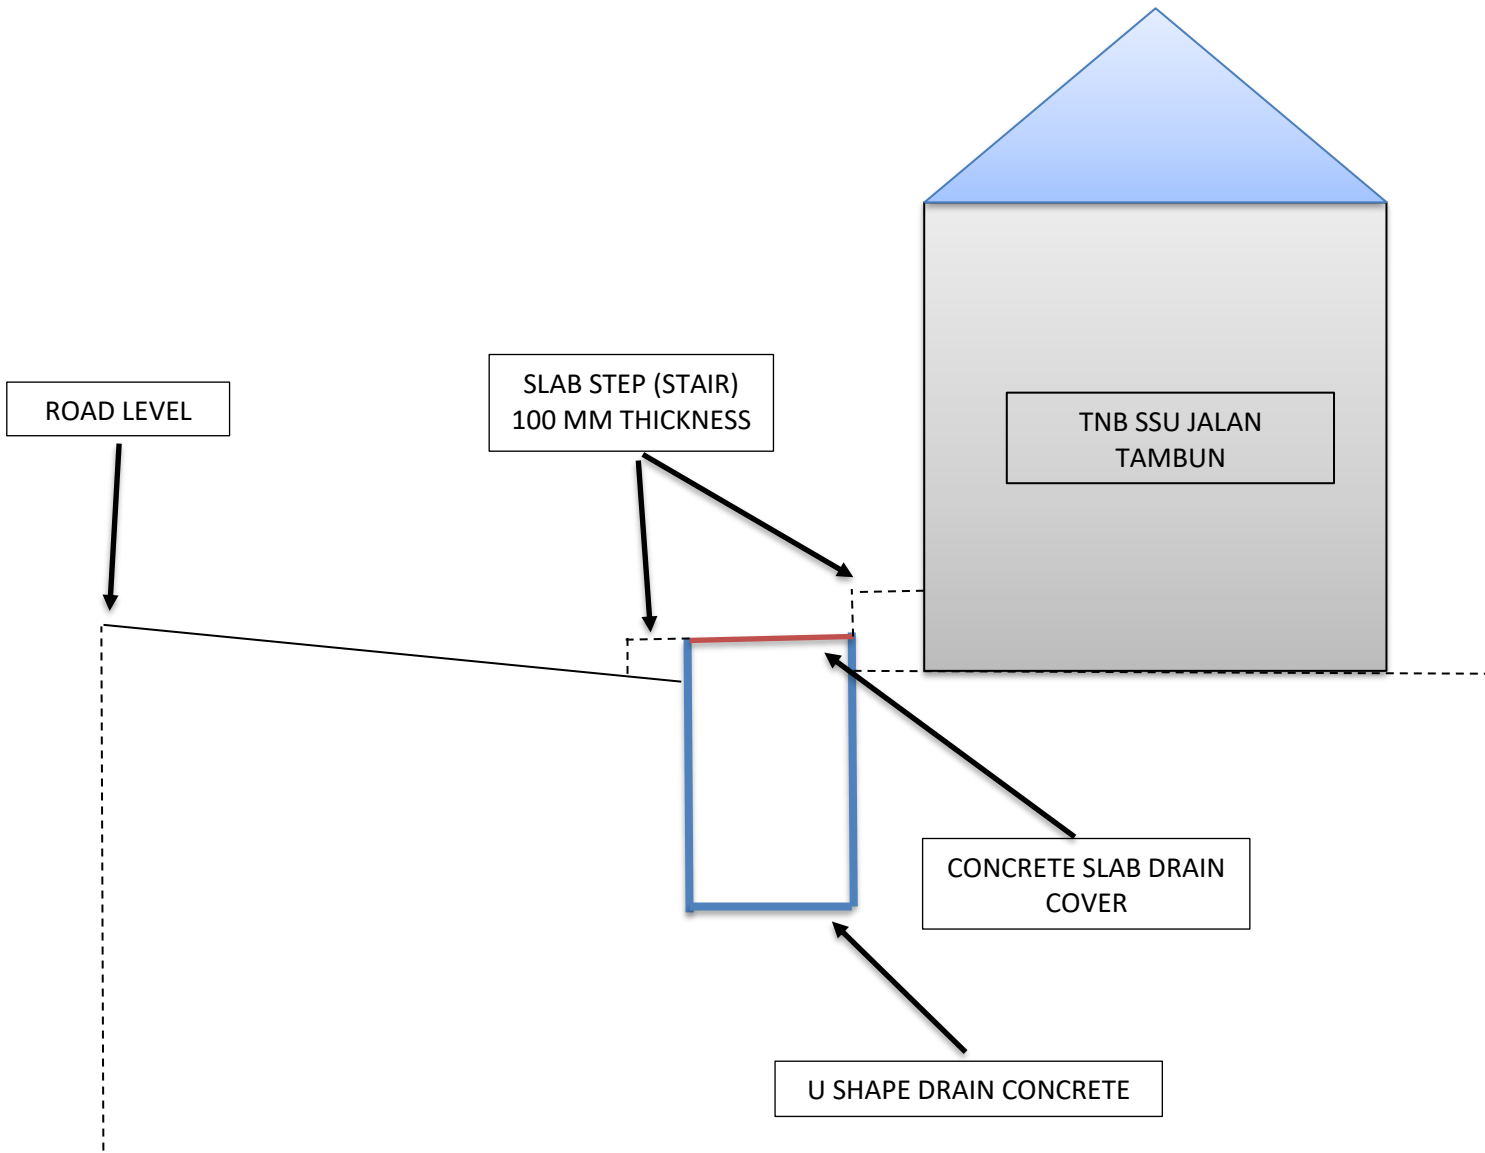 ROAD LEVEL
SLAB STEP (STAIR)
100 MM THICKNESS
TNB SSU JALAN
TAMBUN
CONCRETE SLAB DRAIN
COVER
U SHAPE DRAIN CONCRETE